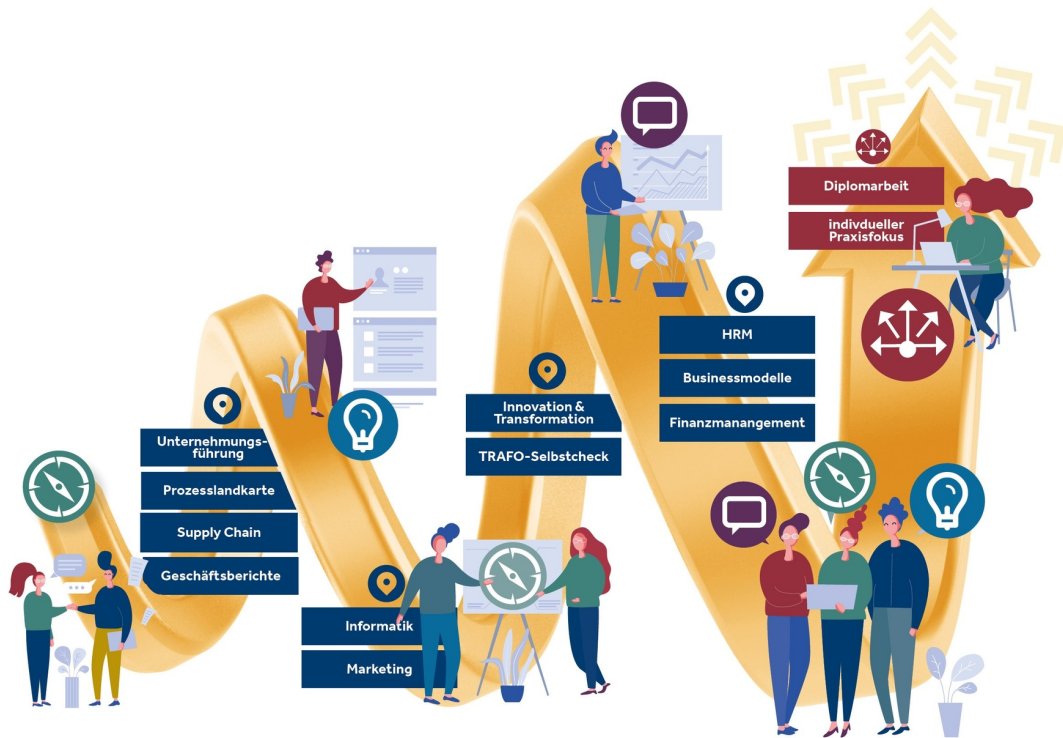 Unternehmungs-
führung
Prozesslandkarte
Supply Chain
Geschäftsberichte
Informatik
Marketing
Innovation &
Transformation
TRAFO-Selbstcheck
HRM
Businessmodelle
Finanzmanangement
Diplomarbeit
indivdueller
Praxisfokus